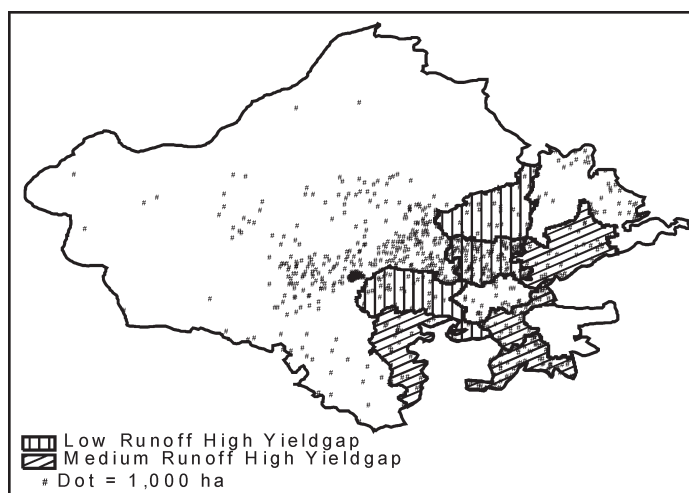 Low Runoff High Yieldgap
Medium Runoff High Yieldgap
# Dot = 1,000 ha